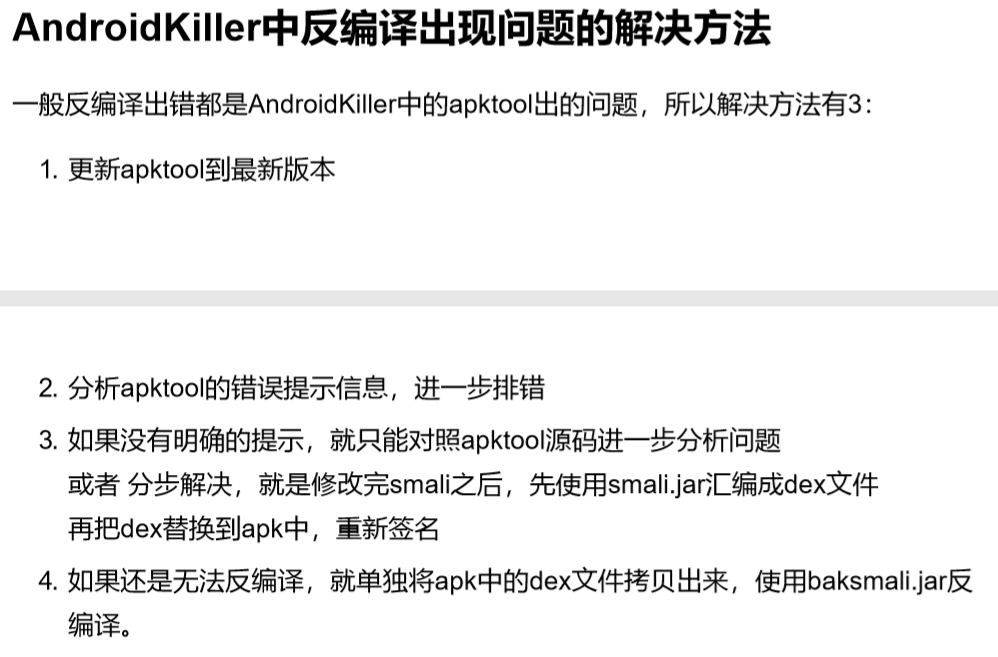 AndroidKiller中反编译出现问题的解决方法
一般反编译出错都是AndroidKiller中的apktool出的问题，所以解决方法有3：
1. 更新apktool到最新版本
2. 分析apktool的错误提示信息，进一步排错
3. 如果没有明确的提示，就只能对照apktool源码进一步分析问题
或者 分步解决，就是修改完smali之后，先使用smali.jar汇编成dex文件
再把dex替换到apk中，重新签名
4. 如果还是无法反编译，就单独将apk中的dex文件拷贝出来，使用baksmali.jar反
编译。